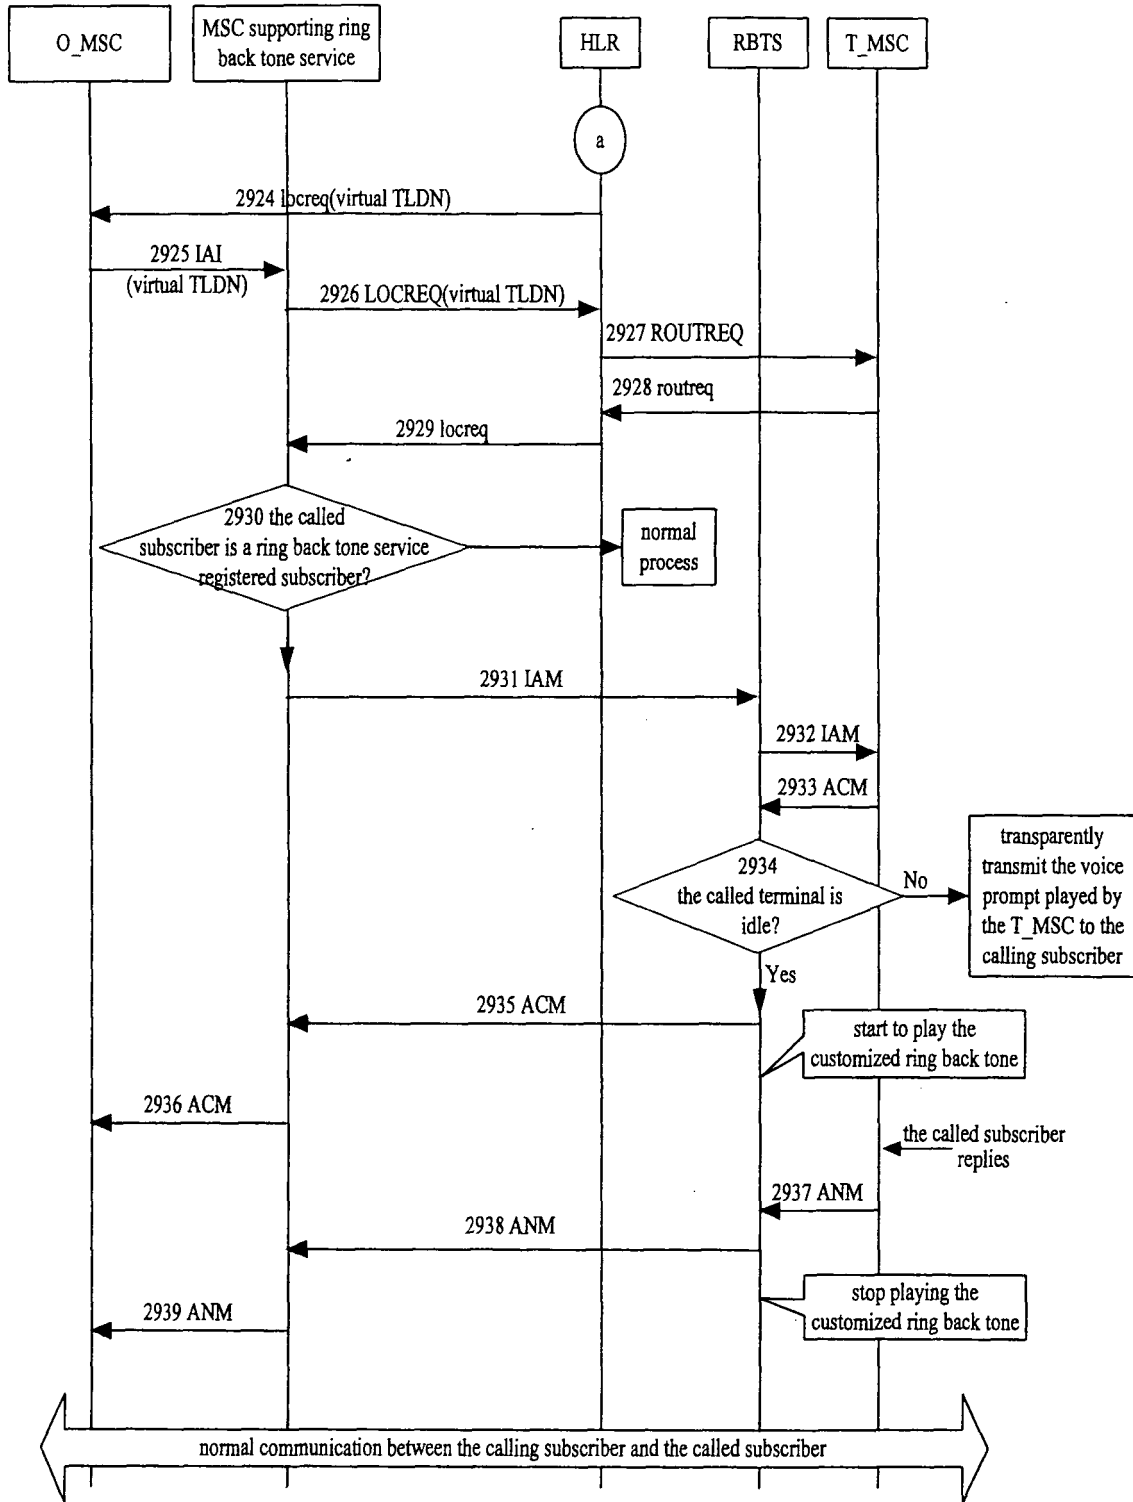 O_MSC
MSC supporting ring
back tone service
HLR
RBTS
T_MSC
a
2924 locreq(virtual TLDN)
2925 IAI
(virtual TLDN)
2926 LOCREQ(virtual TLDN)
2927 ROUTREQ
2928 routreq
2929 locreq
2930 the called
subscriber is a ring back tone service
registered subscriber?
normal
process
2931 IAM
2932 IAM
2933 ACM
2934
the called terminal is
idle?
No
transparently
transmit the voice
prompt played by
the T_MSC to the
calling subscriber
Yes
2935 ACM
start to play the
customized ring back tone
2936 ACM
the called subscriber
replies
2937 ANM
2938 ANM
stop playing the
customized ring back tone
2939 ANM
normal communication between the calling subscriber and the called subscriber